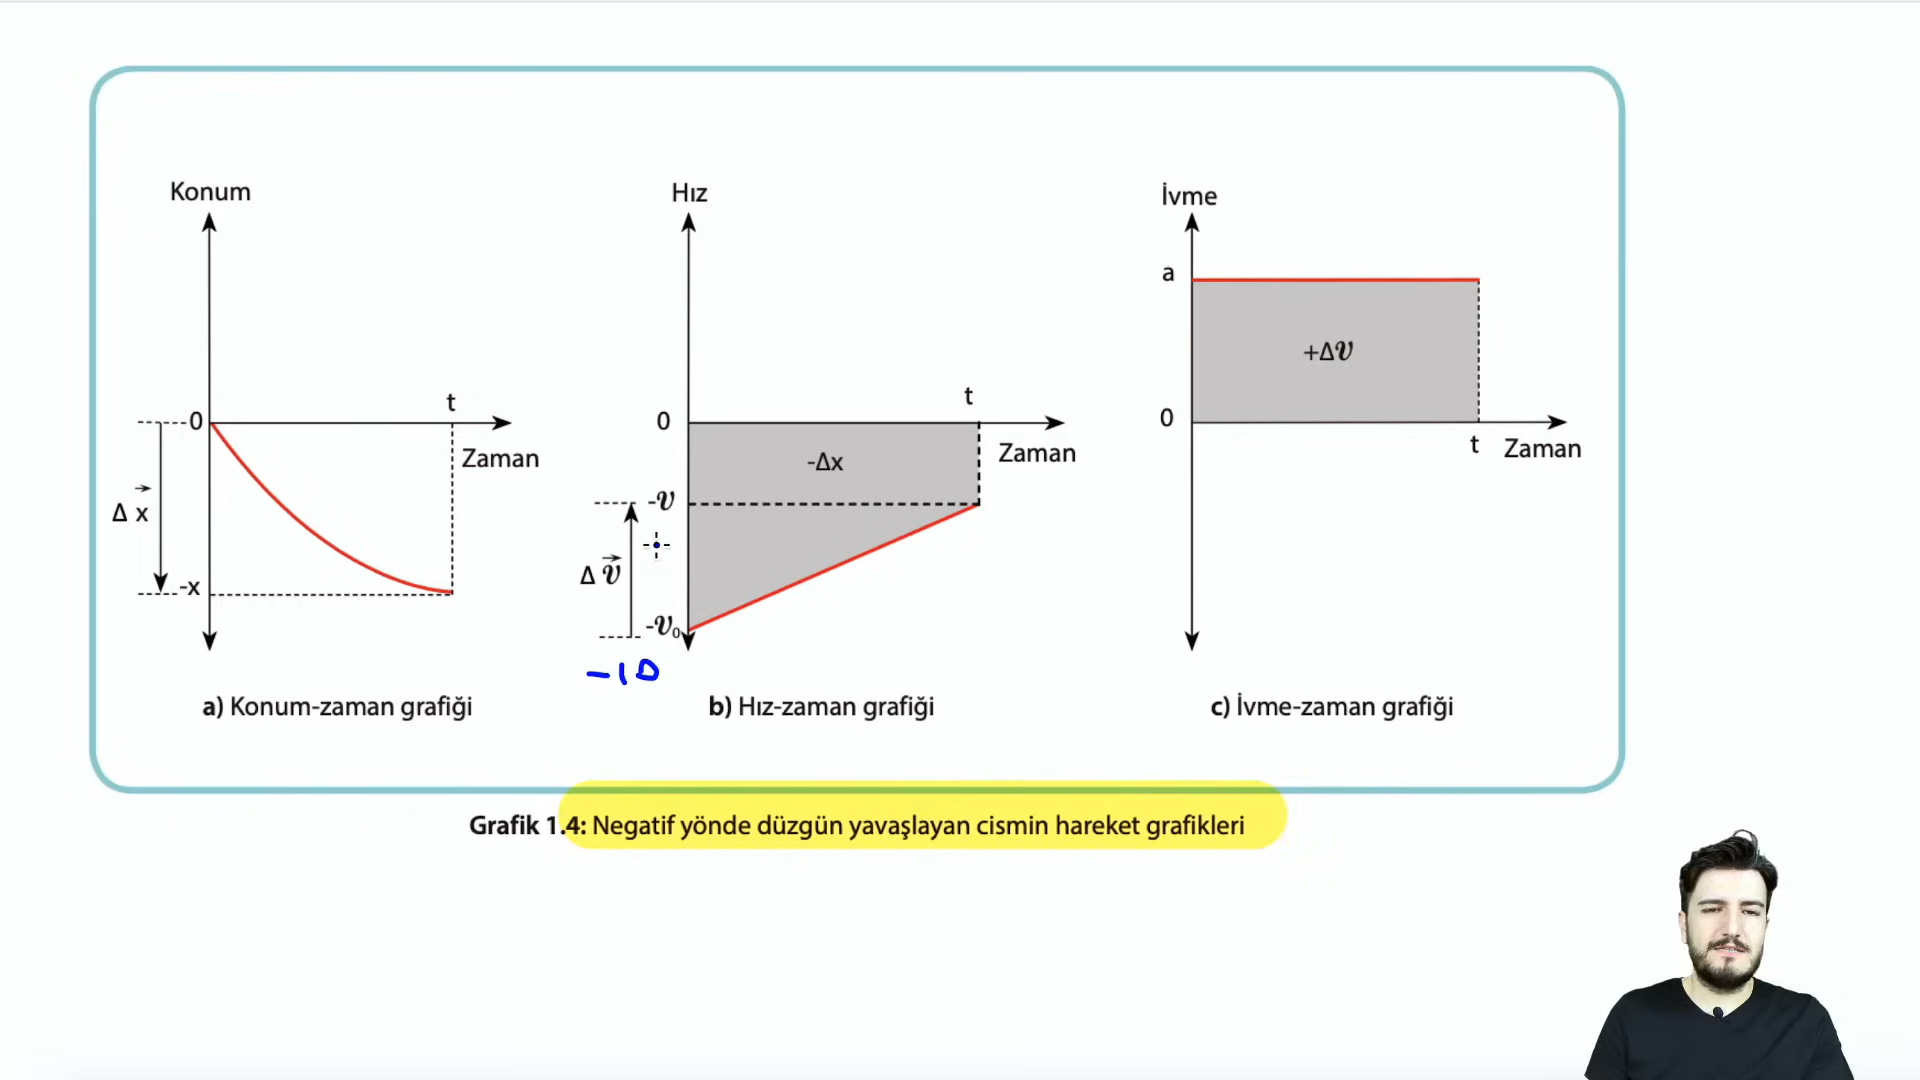 Konum
0
t
Zaman
Δ x
-x
a) Konum-zaman grafiği
Hız
0
t
Zaman
-Δx
-v
Δ v
-v₀
-10
b) Hız-zaman grafiği
İvme
a
+Δv
0
t
Zaman
c) İvme-zaman grafiği
Grafik 1.4: Negatif yönde düzgün yavaşlayan cismin hareket grafikleri